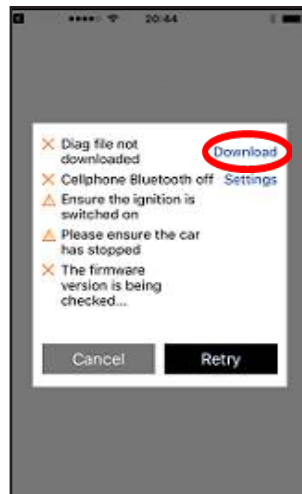 20:44
Diag file not
downloaded
Download
Cellphone Bluetooth off Settings
Ensure the ignition is
switched on
Please ensure the car
has stopped
The firmware
version is being
checked...
Cancel
Retry